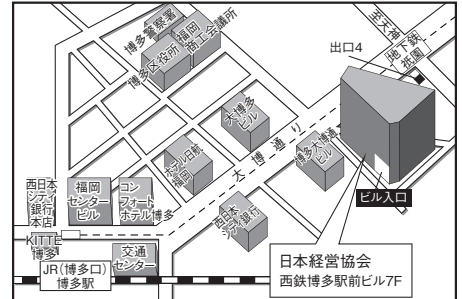 博多警察署
福岡商工会議所
博多区役所
至天神
地下鉄
祇園
出口4
大博多ビル
大博通り
ホテル日航福岡
博多大博通ビル
ビル入口
西日本シティ銀行本店
福岡
センター
ビル
コン
フォート
ホテル博多
西日本シティ銀行
KITTE
博多
交通
センター
JR(博多口)
博多駅
日本経営協会
西鉄博多駅前ビル7F